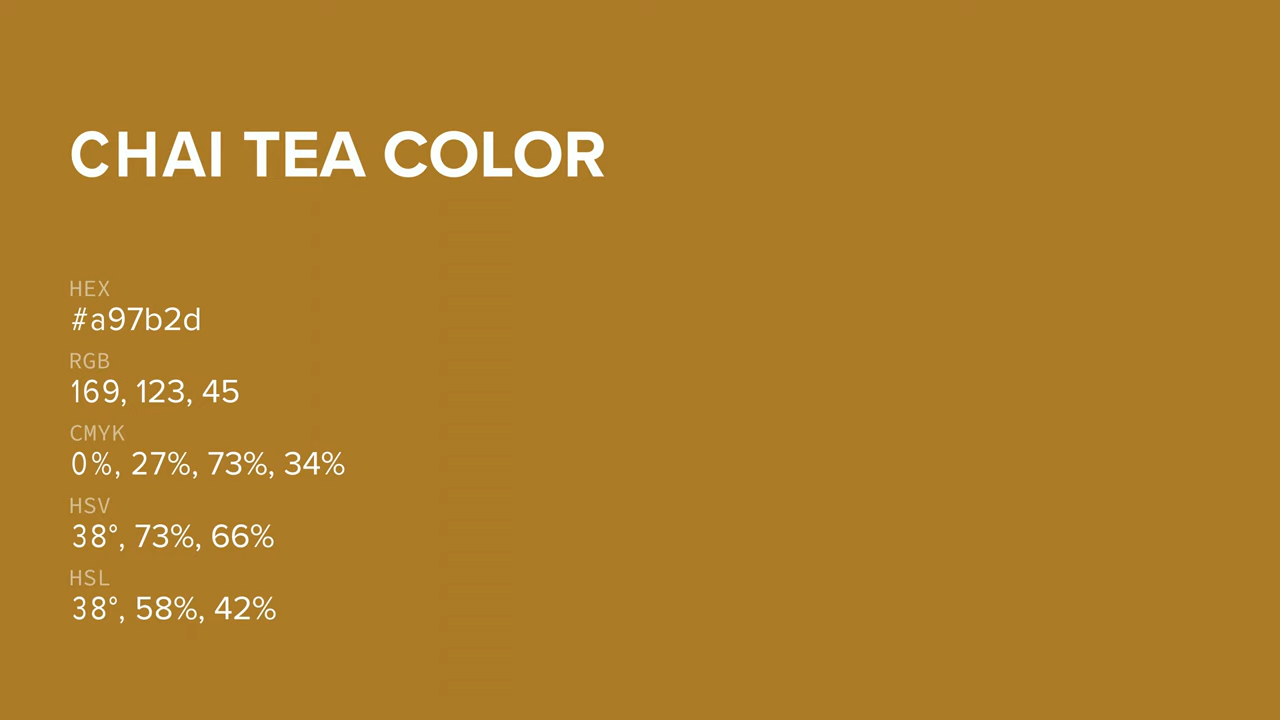 CHAI TEA COLOR
HEX
#a97b2d
RGB
169, 123, 45
CMYK
0%, 27%, 73%, 34%
HSV
38°, 73%, 66%
HSL
38°, 58%, 42%